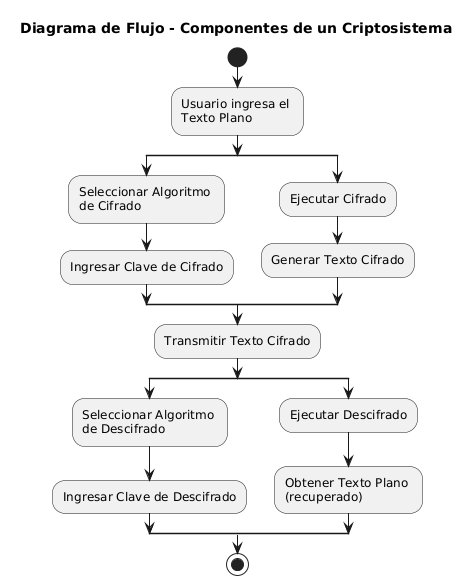 Diagrama de Flujo - Componentes de un Criptosistema
Usuario ingresa el
Texto Plano
Seleccionar Algoritmo
de Cifrado
Ingresar Clave de Cifrado
Ejecutar Cifrado
Generar Texto Cifrado
Transmitir Texto Cifrado
Seleccionar Algoritmo
de Descifrado
Ingresar Clave de Descifrado
Ejecutar Descifrado
Obtener Texto Plano
(recuperado)